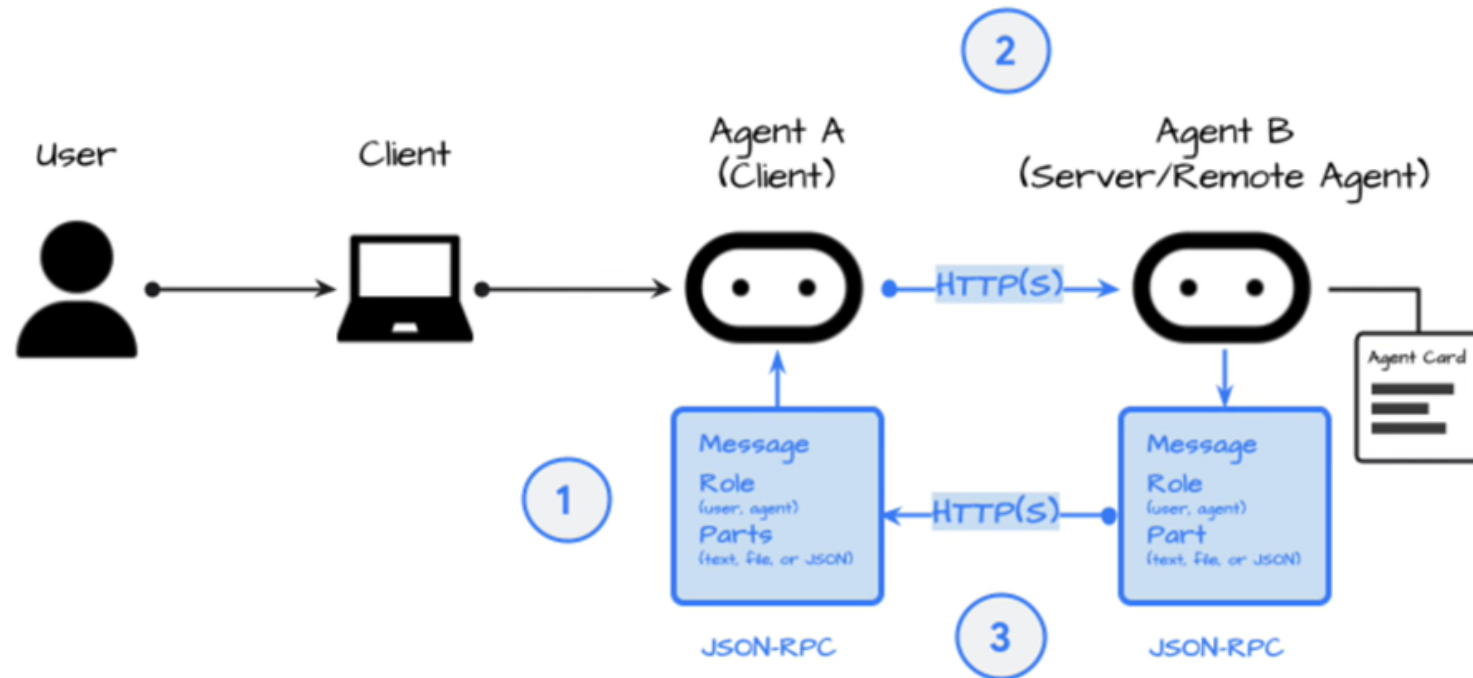 2
User
Client
Agent A
(Client)
Agent B
(Server/Remote Agent)
HTTP(S)
Agent Card
1
Message
Role
(user, agent)
Parts
(text, file, or JSON)
HTTP(S)
Message
Role
(user, agent)
Part
(text, file, or JSON)
3
JSON-RPC
JSON-RPC